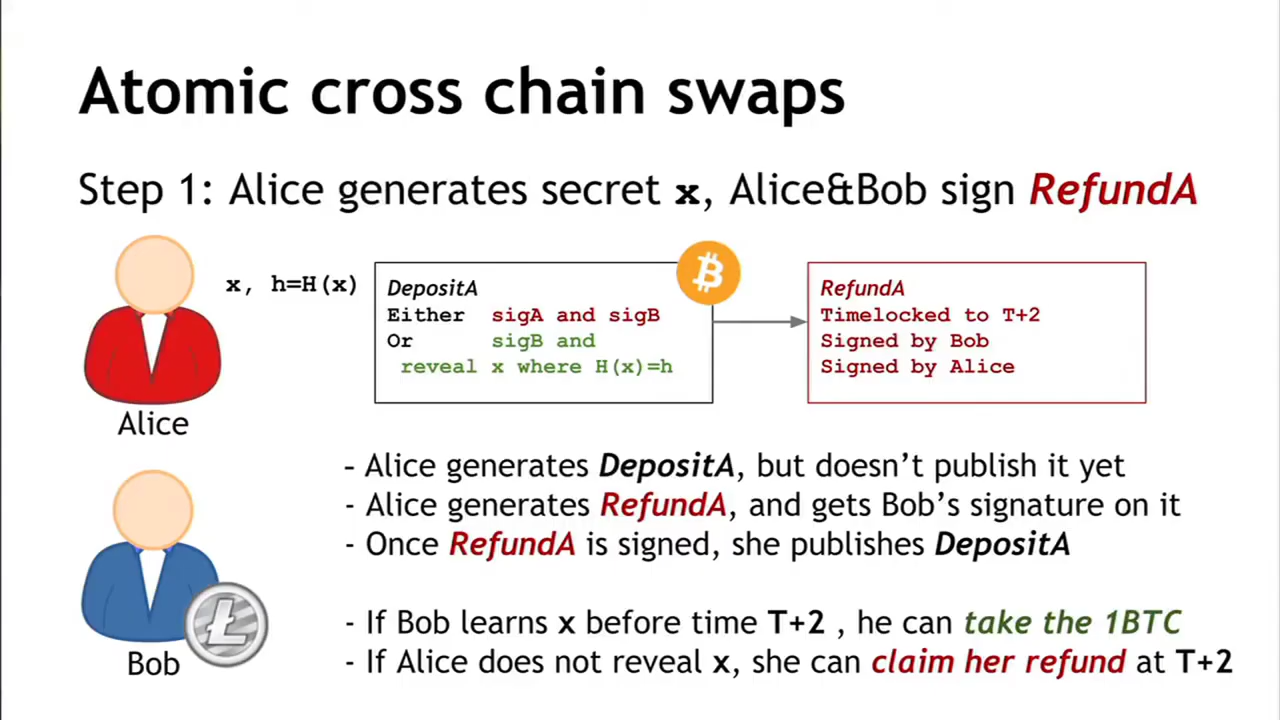 Atomic cross chain swaps
Step 1: Alice generates secret x, Alice&Bob sign RefundA
x, h=H(x)
DepositA
Either sigA and sigB
Or sigB and
reveal x where H(x)=h
RefundA
Timelocked to T+2
Signed by Bob
Signed by Alice
Alice
- Alice generates DepositA, but doesn’t publish it yet
- Alice generates RefundA, and gets Bob’s signature on it
- Once RefundA is signed, she publishes DepositA
Bob
- If Bob learns x before time T+2 , he can take the 1BTC
- If Alice does not reveal x, she can claim her refund at T+2